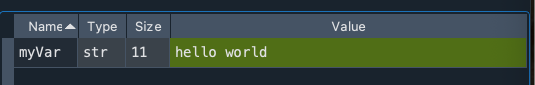 Name Type Size Value
myVar str 11 hello world